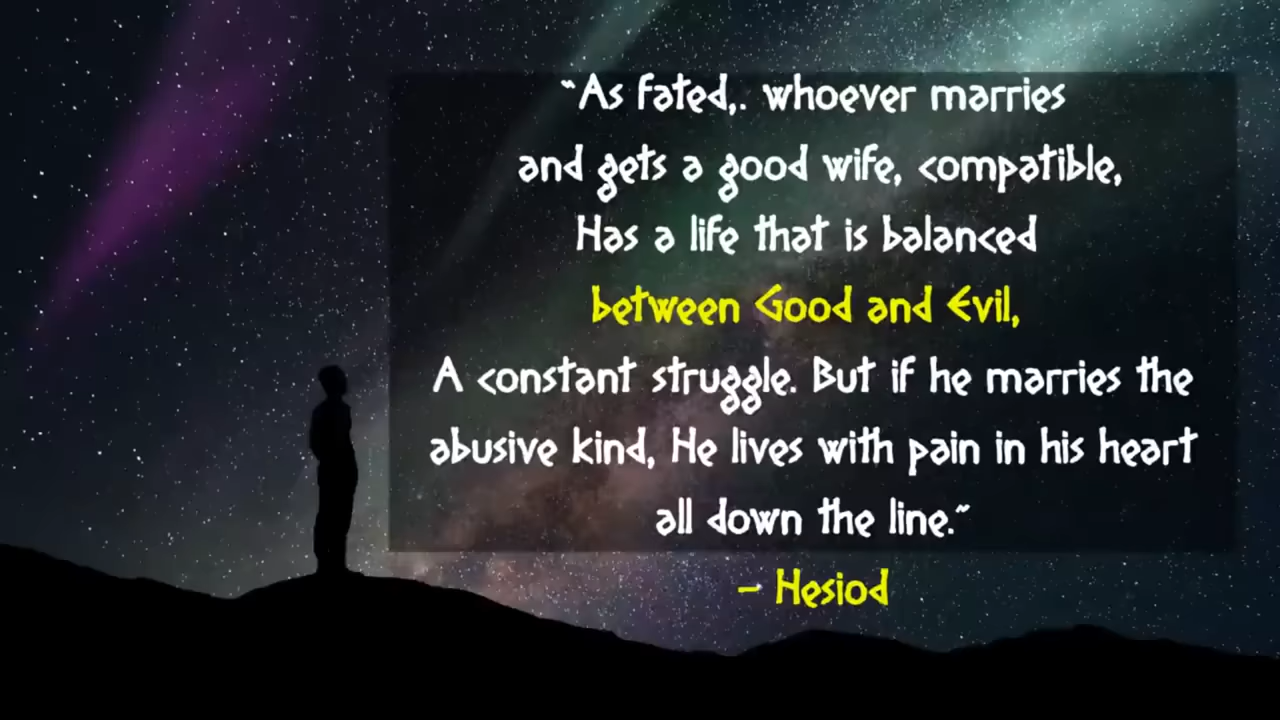 "As fated,. whoever marries
and gets a good wife, compatible,
Has a life that is balanced
between Good and Evil,
A constant struggle. But if he marries the
abusive kind, He lives with pain in his heart
all down the line."
- Hesiod